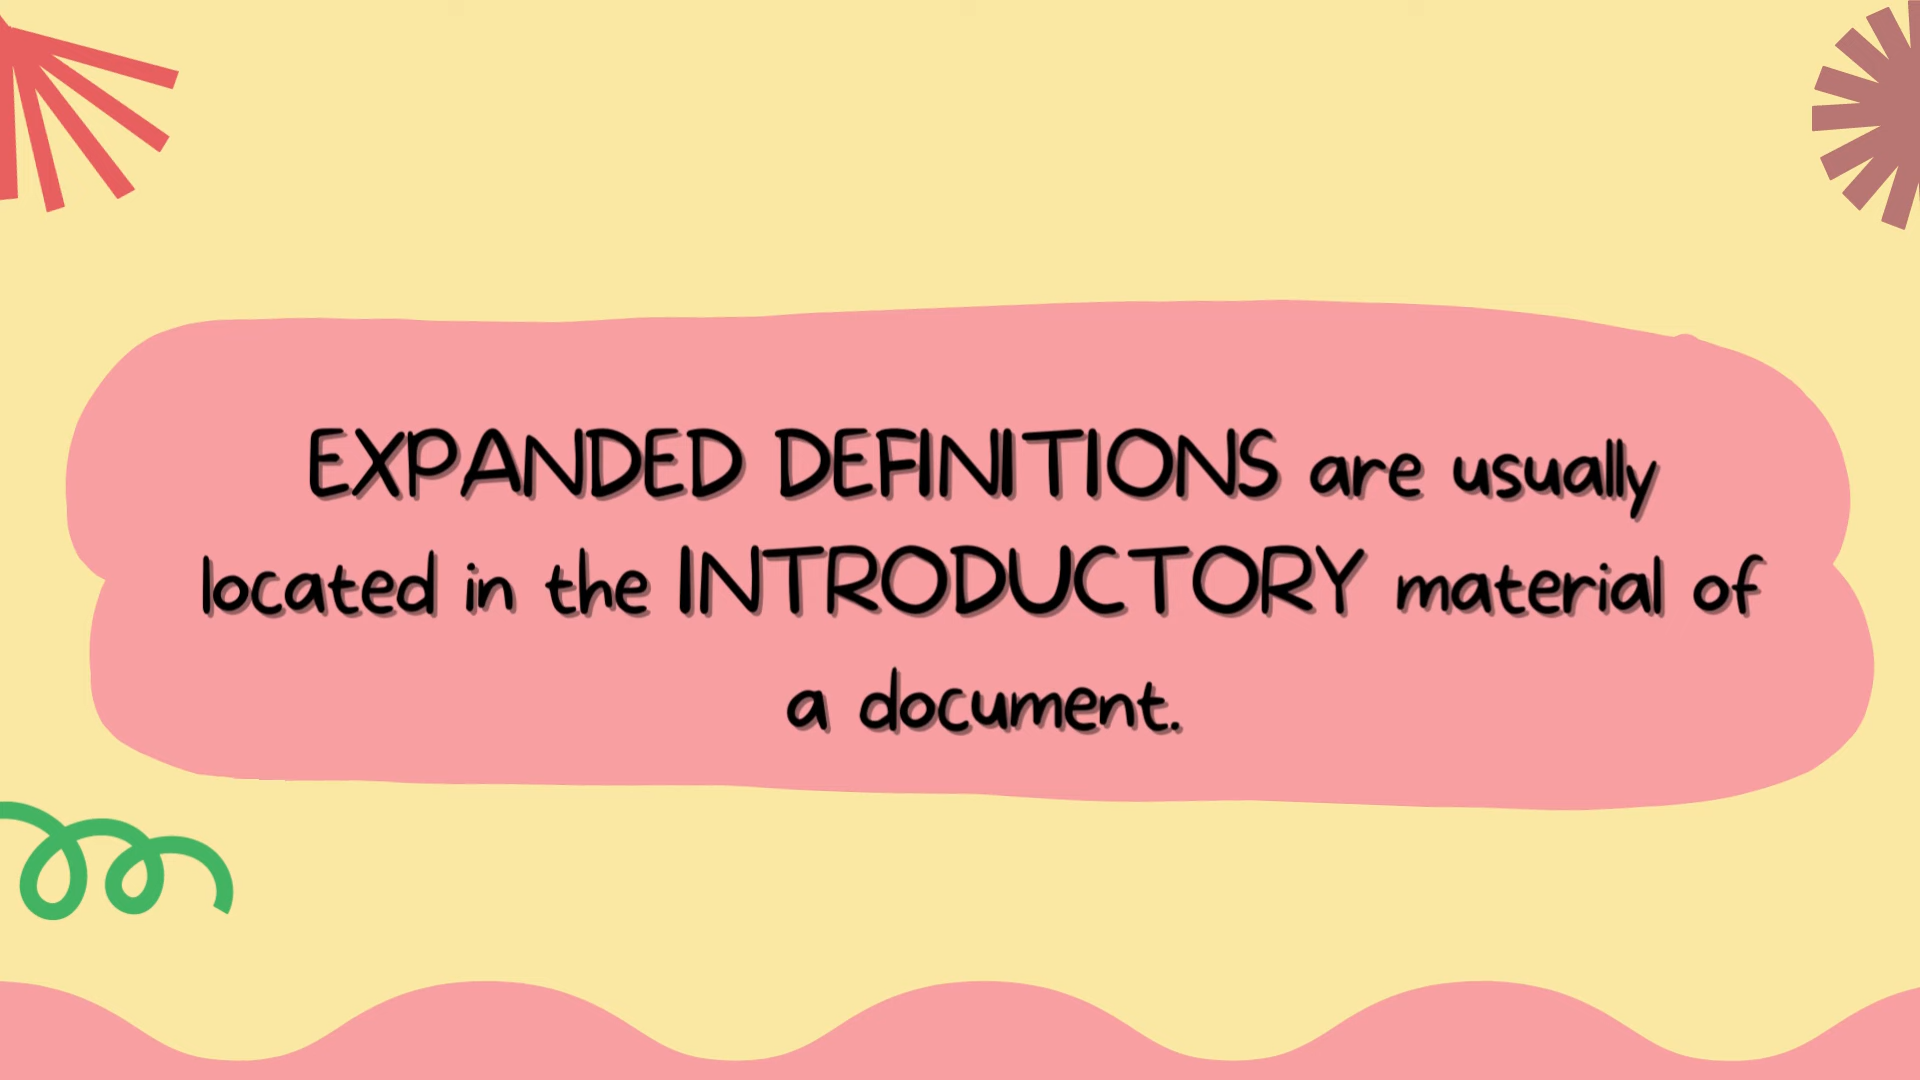 EXPANDED DEFINITIONS are usually
located in the INTRODUCTORY material of
a document.